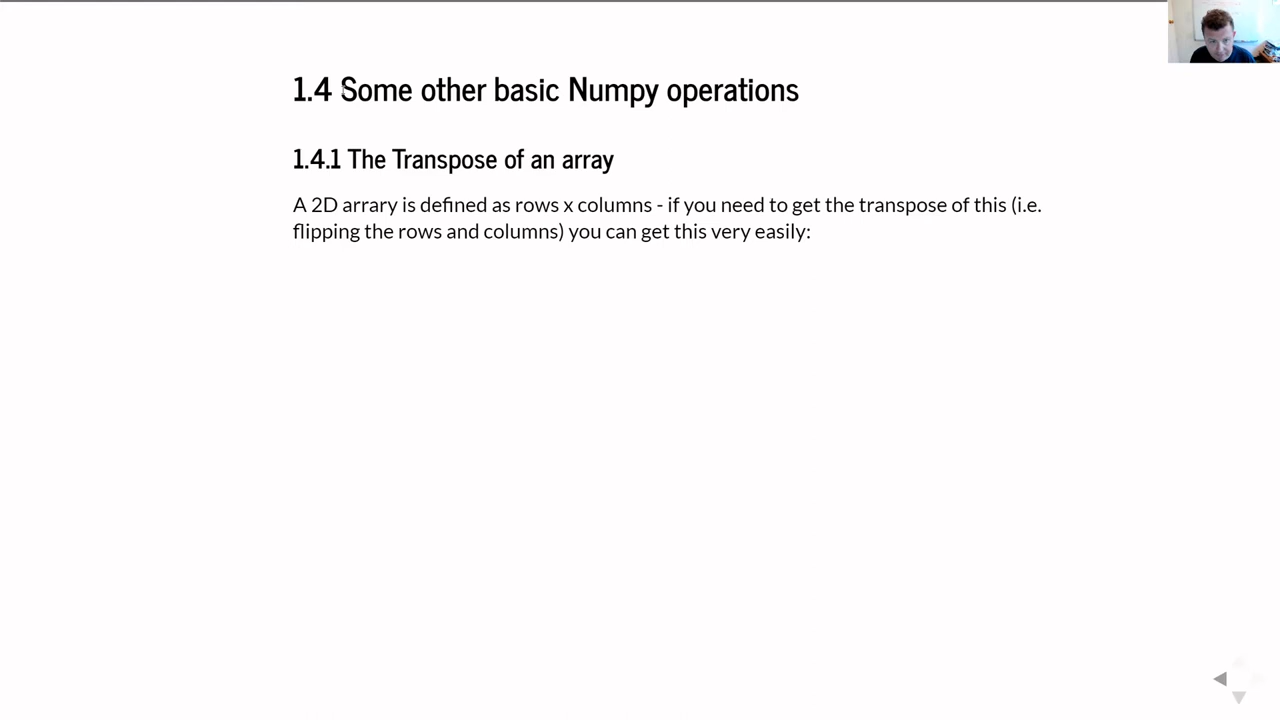 1.4 Some other basic Numpy operations
1.4.1 The Transpose of an array
A 2D arrary is defined as rows x columns - if you need to get the transpose of this (i.e.
flipping the rows and columns) you can get this very easily: